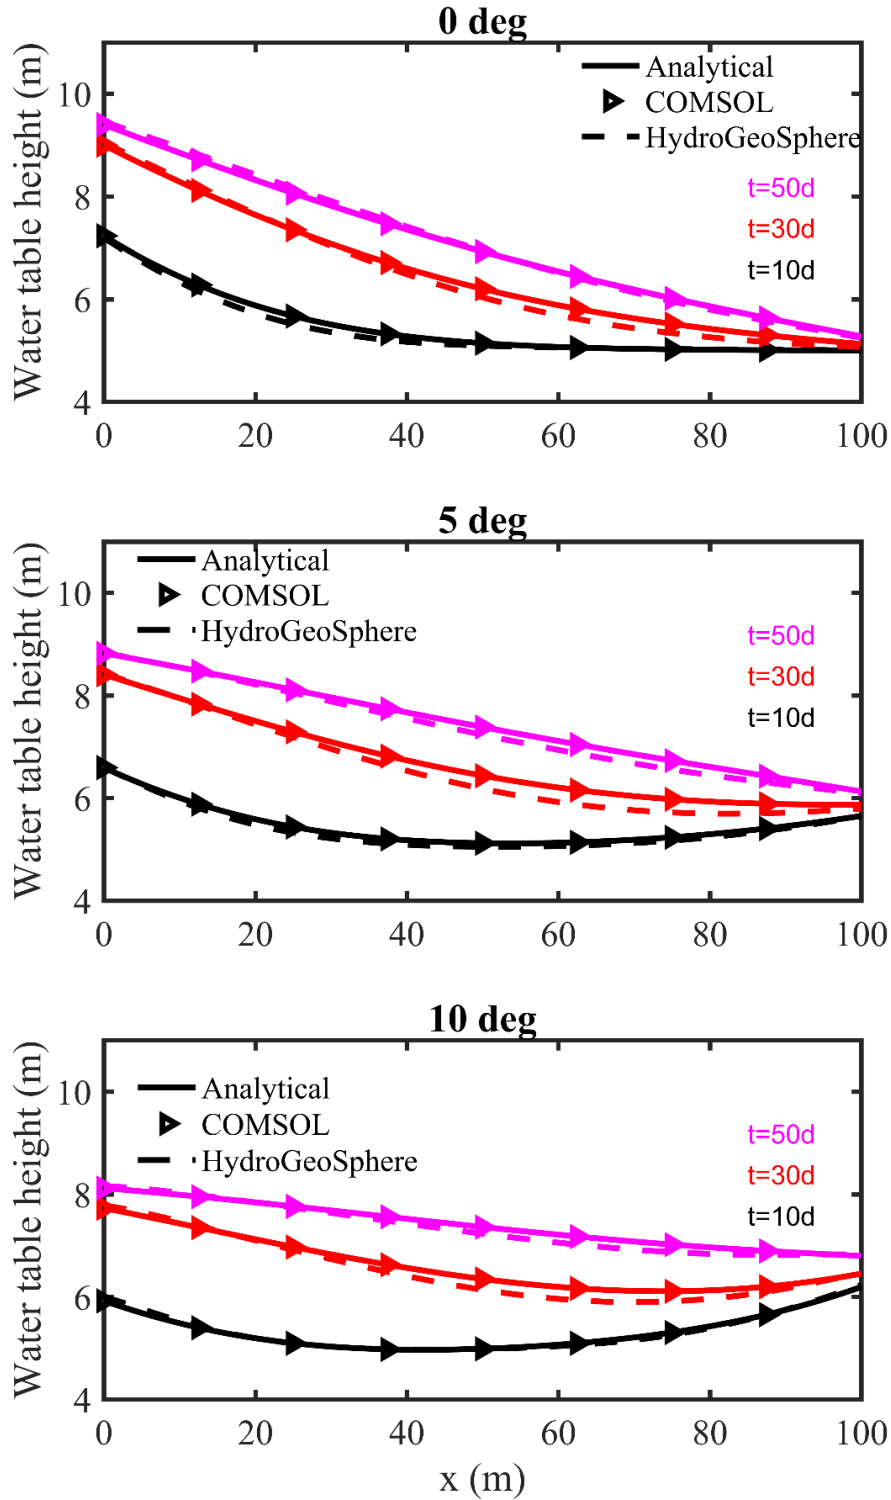 0 deg
Water table height (m)
10
8
6
4
Analytical
COMSOL
HydroGeoSphere
t=50d
t=30d
t=10d
0 20 40 60 80 100
5 deg
Water table height (m)
10
8
6
4
Analytical
COMSOL
HydroGeoSphere
t=50d
t=30d
t=10d
0 20 40 60 80 100
10 deg
Water table height (m)
10
8
6
4
Analytical
COMSOL
HydroGeoSphere
t=50d
t=30d
t=10d
0 20 40 60 80 100
x (m)